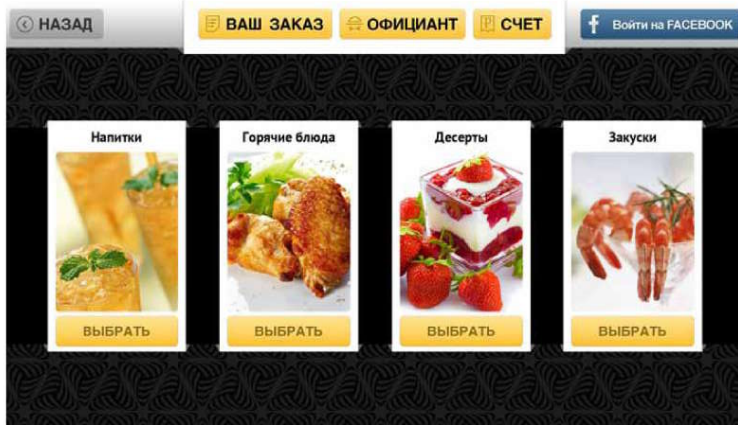 НАЗАД
ВАШ ЗАКАЗ
ОФИЦИАНТ
СЧЕТ
Войти на FACEBOOK
Напитки
Горячие блюда
Десерты
Закуски
ВЫБРАТЬ
ВЫБРАТЬ
ВЫБРАТЬ
ВЫБРАТЬ